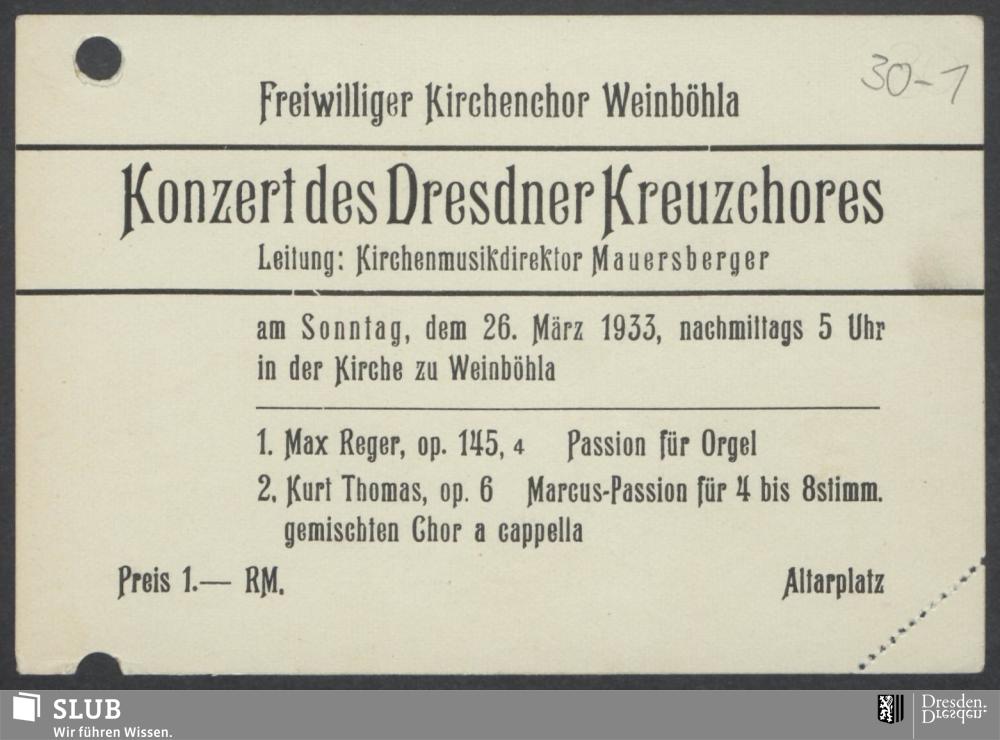 30-1
Freiwilliger Kirchenchor Weinböhla
Konzert des Dresdner Kreuzchores
Leitung: Kirchenmusikdirektor Mauersberger
am Sonntag, dem 26. März 1933, nachmittags 5 Uhr
in der Kirche zu Weinböhla
1. Max Reger, op. 145, 4 Passion für Orgel
2. Kurt Thomas, op. 6 Marcus-Passion für 4 bis 8stimm.
gemischten Chor a cappella
Preis 1.— RM. Altarplatz
SLUB
Wir führen Wissen.
Dresden.
Dresden.